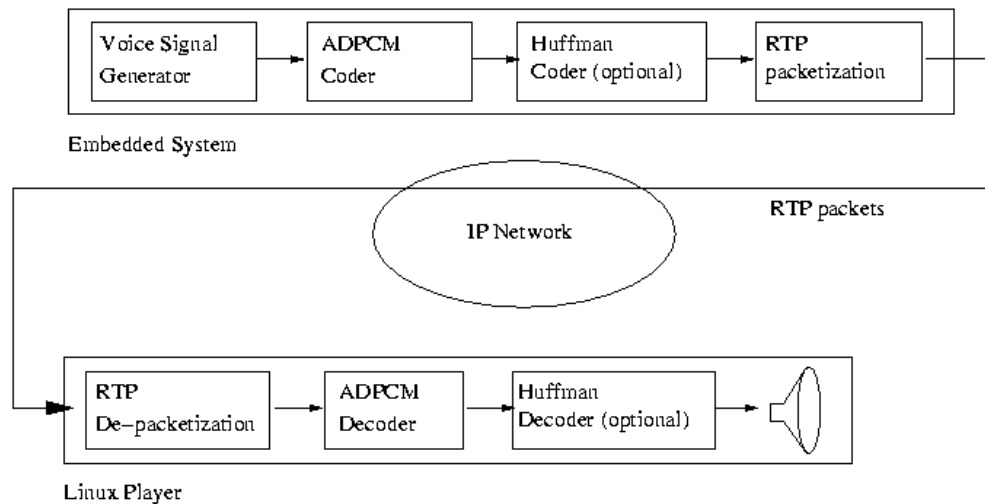 Voice Signal
Generator
ADPCM
Coder
Huffman
Coder (optional)
RTP
packetization
Embedded System
RTP packets
IP Network
RTP
De-packetization
ADPCM
Decoder
Huffman
Decoder (optional)
Linux Player